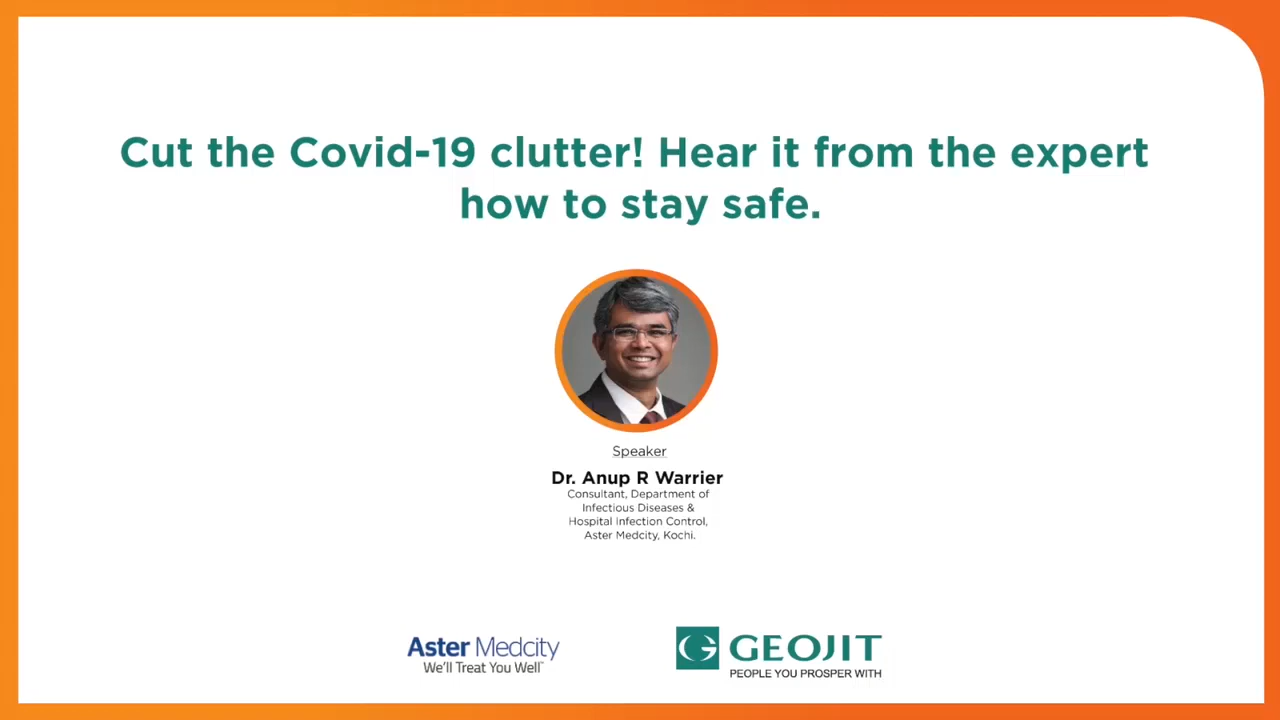 Cut the Covid-19 clutter! Hear it from the expert
how to stay safe.
Speaker
Dr. Anup R Warrier
Consultant, Department of
Infectious Diseases &
Hospital Infection Control,
Aster Medcity, Kochi.
Aster Medcity
We'll Treat You Well™
GEOJIT
PEOPLE YOU PROSPER WITH